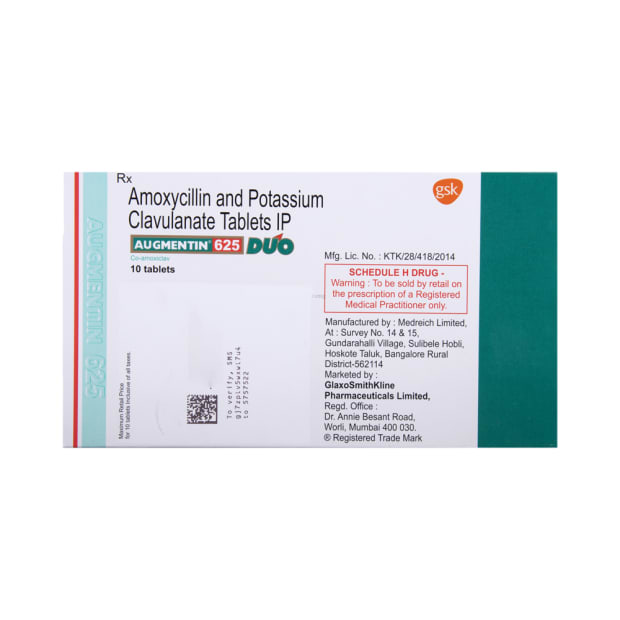 AUGMENTIN 625
Rx
Amoxycillin and Potassium
Clavulanate Tablets IP
AUGMENTIN® 625 DUO
Co-amoxiclav
10 tablets
gsk
Mfg. Lic. No. : KTK/28/418/2014
SCHEDULE H DRUG -
Warning : To be sold by retail on
the prescription of a Registered
Medical Practitioner only.
Manufactured by : Medreich Limited,
At : Survey No. 14 & 15,
Gundarahalli Village, Sulibele Hobli,
Hoskote Taluk, Bangalore Rural
District-562114
Marketed by :
GlaxoSmithKline
Pharmaceuticals Limited,
Regd. Office :
Dr. Annie Besant Road,
Worli, Mumbai 400 030.
® Registered Trade Mark
Maximum Retail Price
for 10 tablets inclusive of all taxes.
To verify, SMS
to 5757522